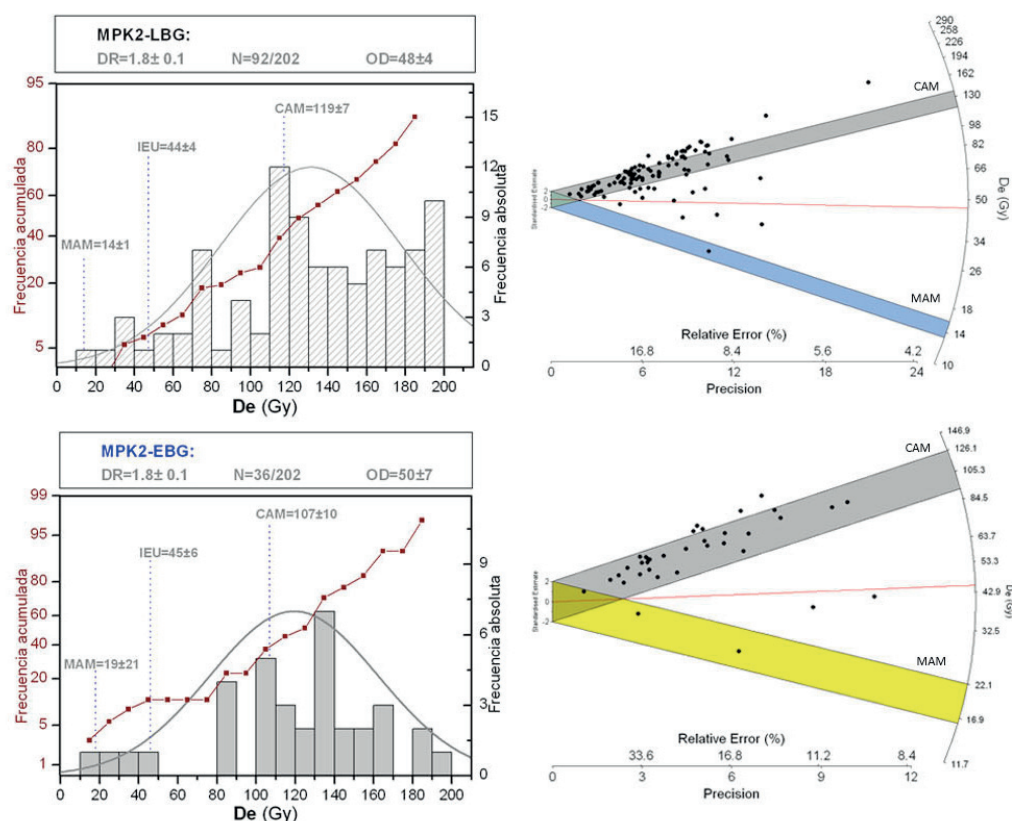 MPK2-LBG:
DR=1.8± 0.1 N=92/202 OD=48±4
95
80
60
40
20
5
Frecuencia acumulada
MAM=14±1
IEU=44±4
CAM=119±7
15
12
9
6
3
0
Frecuencia absoluta
0 20 40 60 80 100 120 140 160 180 200
De (Gy)
290
258
226
194
162
130
98
82
66
50
34
26
18
14
10
De (Gy)
CAM
MAM
Standardised Estimate
2
0
-2
Relative Error (%)
16.8 8.4 5.6 4.2
0 6 12 18 24
Precision
MPK2-EBG:
DR=1.8± 0.1 N=36/202 OD=50±7
99
95
80
60
40
20
5
1
Frecuencia acumulada
MAM=19±21
IEU=45±6
CAM=107±10
9
6
3
0
Frecuencia absoluta
0 20 40 60 80 100 120 140 160 180 200
De (Gy)
146.9
126.1
105.3
84.5
63.7
53.3
42.9
32.5
22.1
16.9
11.7
De (Gy)
CAM
MAM
Standardised Estimate
2
0
-2
Relative Error (%)
33.6 16.8 11.2 8.4
0 3 6 9 12
Precision